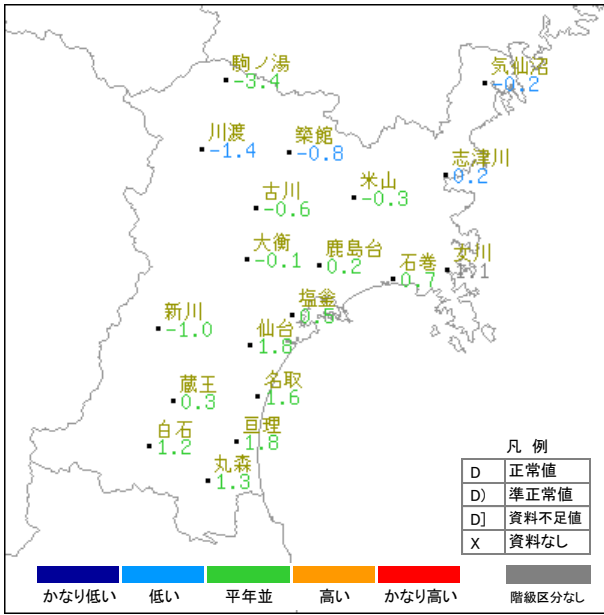 駒ノ湯
-3.4
気仙沼
-0.2
川渡
-1.4
築館
-0.8
志津川
0.2
米山
-0.3
古川
-0.6
大衡
-0.1
鹿島台
0.2
石巻
0.7
女川
1.1
新川
-1.0
塩釜
0.5
仙台
1.8
蔵王
0.3
名取
1.6
白石
1.2
亘理
1.8
丸森
1.3
凡 例
D 正常値
D) 準正常値
D] 資料不足値
X 資料なし
かなり低い 低い 平年並 高い かなり高い 階級区分なし